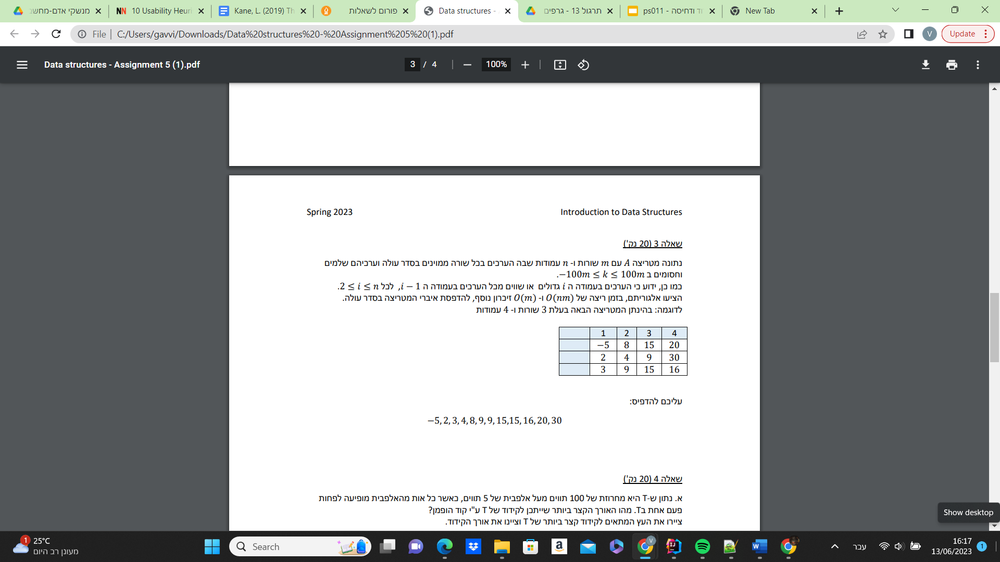 מנשקי אדם-מחשב
10 Usability Heuri
Kane, L. (2019) Th
פורום לשאלות
Data structures -
תרגול 13 - גרפים
ps011 - וד ודחיסה
New Tab
File
C:/Users/gavvi/Downloads/Data%20structures%20-%20Assignment%205%20(1).pdf
V
Update
Data structures - Assignment 5 (1).pdf
3 / 4
100%
Spring 2023
Introduction to Data Structures
שאלה 3 (20 נק')
נתונה מטריצה A עם m שורות ו- n עמודות שבה הערכים בכל שורה ממוינים בסדר עולה וערכיהם שלמים
וחסומים ב −100m ≤ k ≤ 100m.
כמו כן, ידוע כי הערכים בעמודה ה i גדולים או שווים מכל הערכים בעמודה ה i − 1, לכל 2 ≤ i ≤ n.
הציעו אלגוריתם, בזמן ריצה של O(nm) ו- O(m) זיכרון נוסף, להדפסת איברי המטריצה בסדר עולה.
לדוגמה: בהינתן המטריצה הבאה בעלת 3 שורות ו- 4 עמודות
1 2 3 4
−5 8 15 20
2 4 9 30
3 9 15 16
עליכם להדפיס:
−5, 2, 3, 4, 8, 9, 9, 15,15, 16, 20, 30
שאלה 4 (20 נק')
א. נתון ש-T היא מחרוזת של 100 תווים מעל אלפבית של 5 תווים, כאשר כל אות מהאלפבית מופיעה לפחות
פעם אחת בT. מהו האורך הקצר ביותר שייתכן לקידוד של T ע"י קוד הופמן?
ציירו את העץ המתאים לקידוד קצר ביותר של T וציינו את אורך הקידוד.
Show desktop
1
25°C
מעונן רב היום
Search
a
V
IJ
W
עבר
16:17
13/06/2023
1